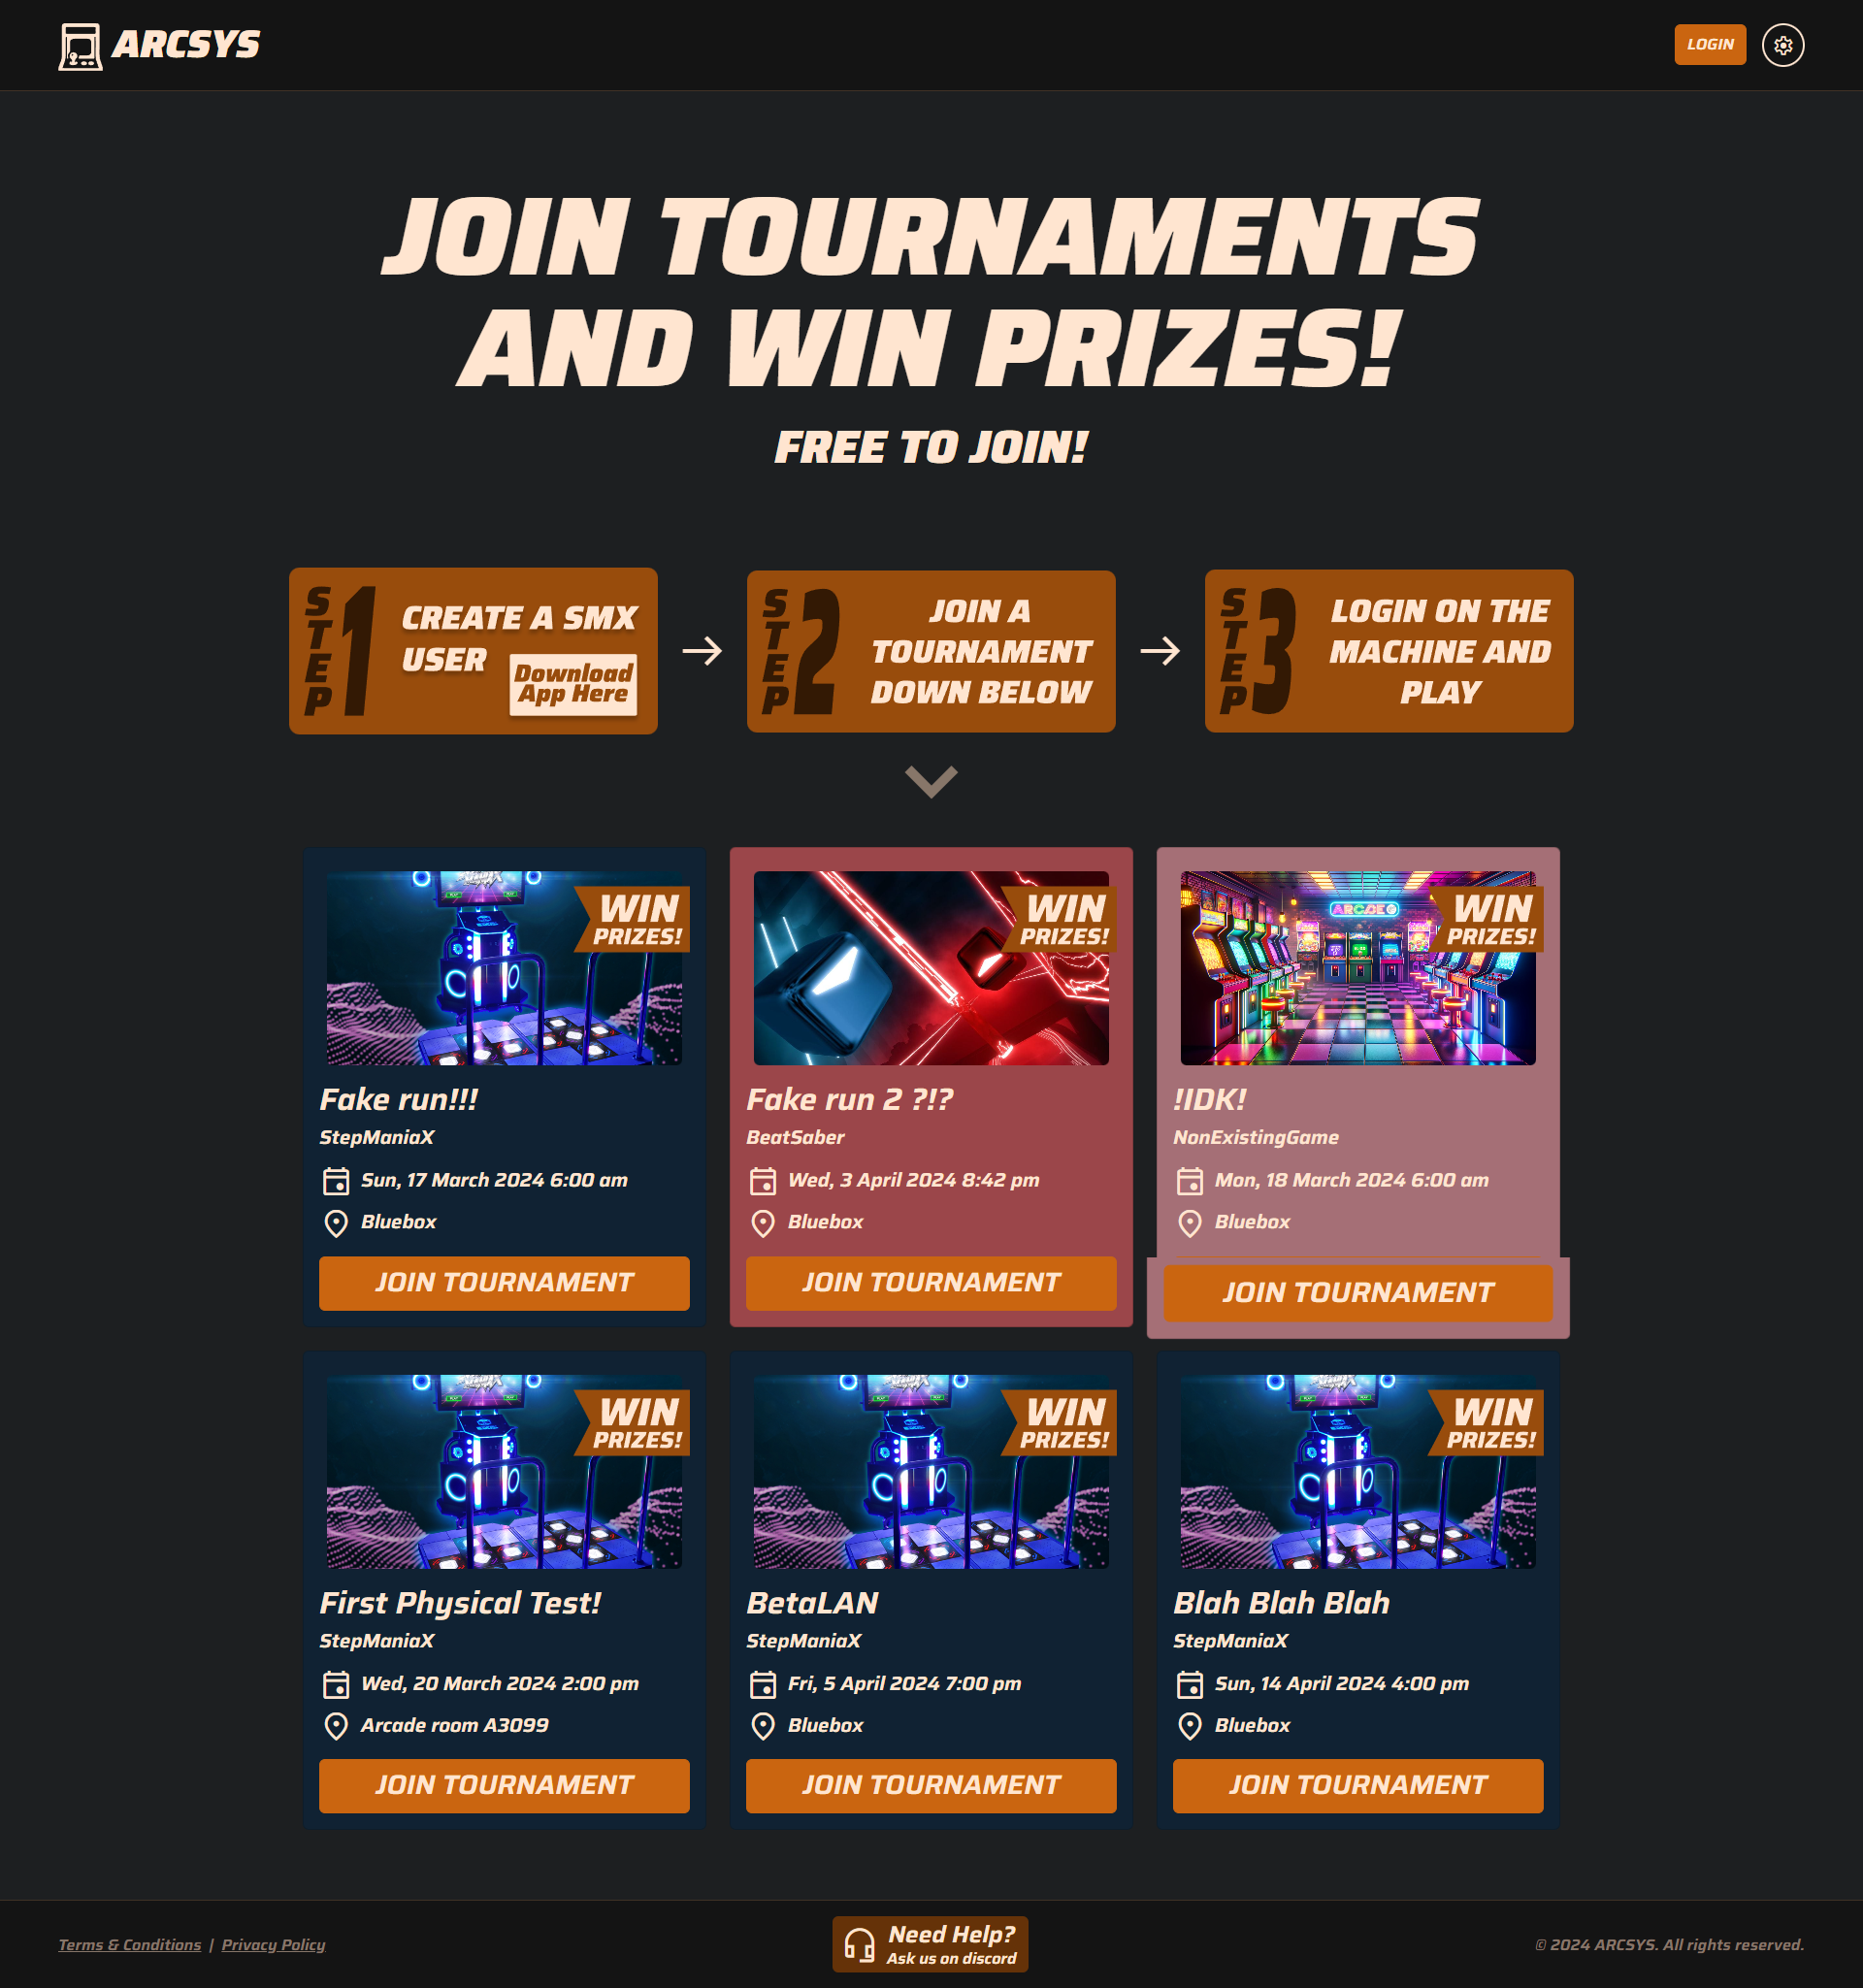 ARCSYS
LOGIN
JOIN TOURNAMENTS
AND WIN PRIZES!
FREE TO JOIN!
STEP 1
CREATE A SMX
USER
Download
App Here
STEP 2
JOIN A
TOURNAMENT
DOWN BELOW
STEP 3
LOGIN ON THE
MACHINE AND
PLAY
WIN
PRIZES!
Fake run!!!
StepManiaX
Sun, 17 March 2024 6:00 am
Bluebox
JOIN TOURNAMENT
WIN
PRIZES!
Fake run 2 ?!?
BeatSaber
Wed, 3 April 2024 8:42 pm
Bluebox
JOIN TOURNAMENT
WIN
PRIZES!
!IDK!
NonExistingGame
Mon, 18 March 2024 6:00 am
Bluebox
JOIN TOURNAMENT
WIN
PRIZES!
First Physical Test!
StepManiaX
Wed, 20 March 2024 2:00 pm
Arcade room A3099
JOIN TOURNAMENT
WIN
PRIZES!
BetaLAN
StepManiaX
Fri, 5 April 2024 7:00 pm
Bluebox
JOIN TOURNAMENT
WIN
PRIZES!
Blah Blah Blah
StepManiaX
Sun, 14 April 2024 4:00 pm
Bluebox
JOIN TOURNAMENT
Terms & Conditions | Privacy Policy
Need Help?
Ask us on discord
© 2024 ARCSYS. All rights reserved.